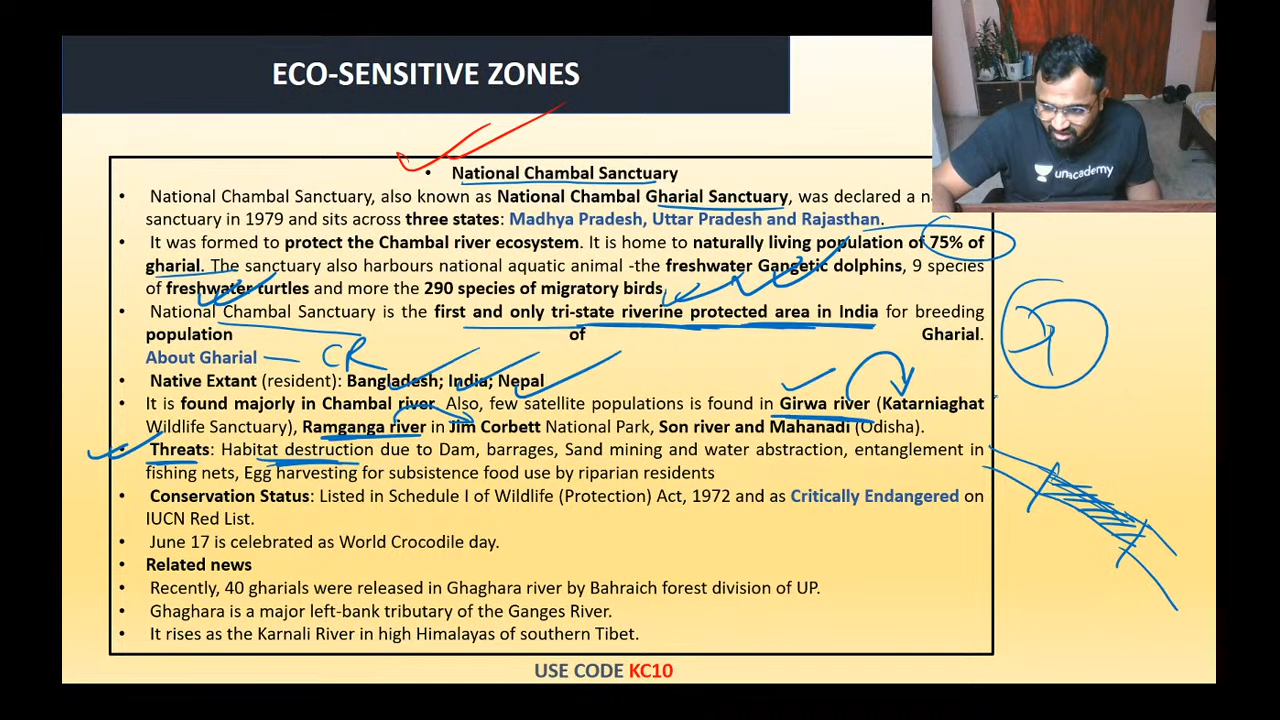 ECO-SENSITIVE ZONES
unacademy
• National Chambal Sanctuary
• National Chambal Sanctuary, also known as National Chambal Gharial Sanctuary, was declared a
sanctuary in 1979 and sits across three states: Madhya Pradesh, Uttar Pradesh and Rajasthan.
• It was formed to protect the Chambal river ecosystem. It is home to naturally living population of 75% of
gharial. The sanctuary also harbours national aquatic animal -the freshwater Gangetic dolphins, 9 species
of freshwater turtles and more the 290 species of migratory birds.
• National Chambal Sanctuary is the first and only tri-state riverine protected area in India for breeding
population of Gharial.
About Gharial CR
• Native Extant (resident): Bangladesh; India; Nepal
• It is found majorly in Chambal river. Also, few satellite populations is found in Girwa river (Katarniaghat
Wildlife Sanctuary), Ramganga river in Jim Corbett National Park, Son river and Mahanadi (Odisha).
• Threats: Habitat destruction due to Dam, barrages, Sand mining and water abstraction, entanglement in
fishing nets, Egg harvesting for subsistence food use by riparian residents
• Conservation Status: Listed in Schedule I of Wildlife (Protection) Act, 1972 and as Critically Endangered on
IUCN Red List.
• June 17 is celebrated as World Crocodile day.
• Related news
• Recently, 40 gharials were released in Ghaghara river by Bahraich forest division of UP.
• Ghaghara is a major left-bank tributary of the Ganges River.
• It rises as the Karnali River in high Himalayas of southern Tibet.
USE CODE KC10